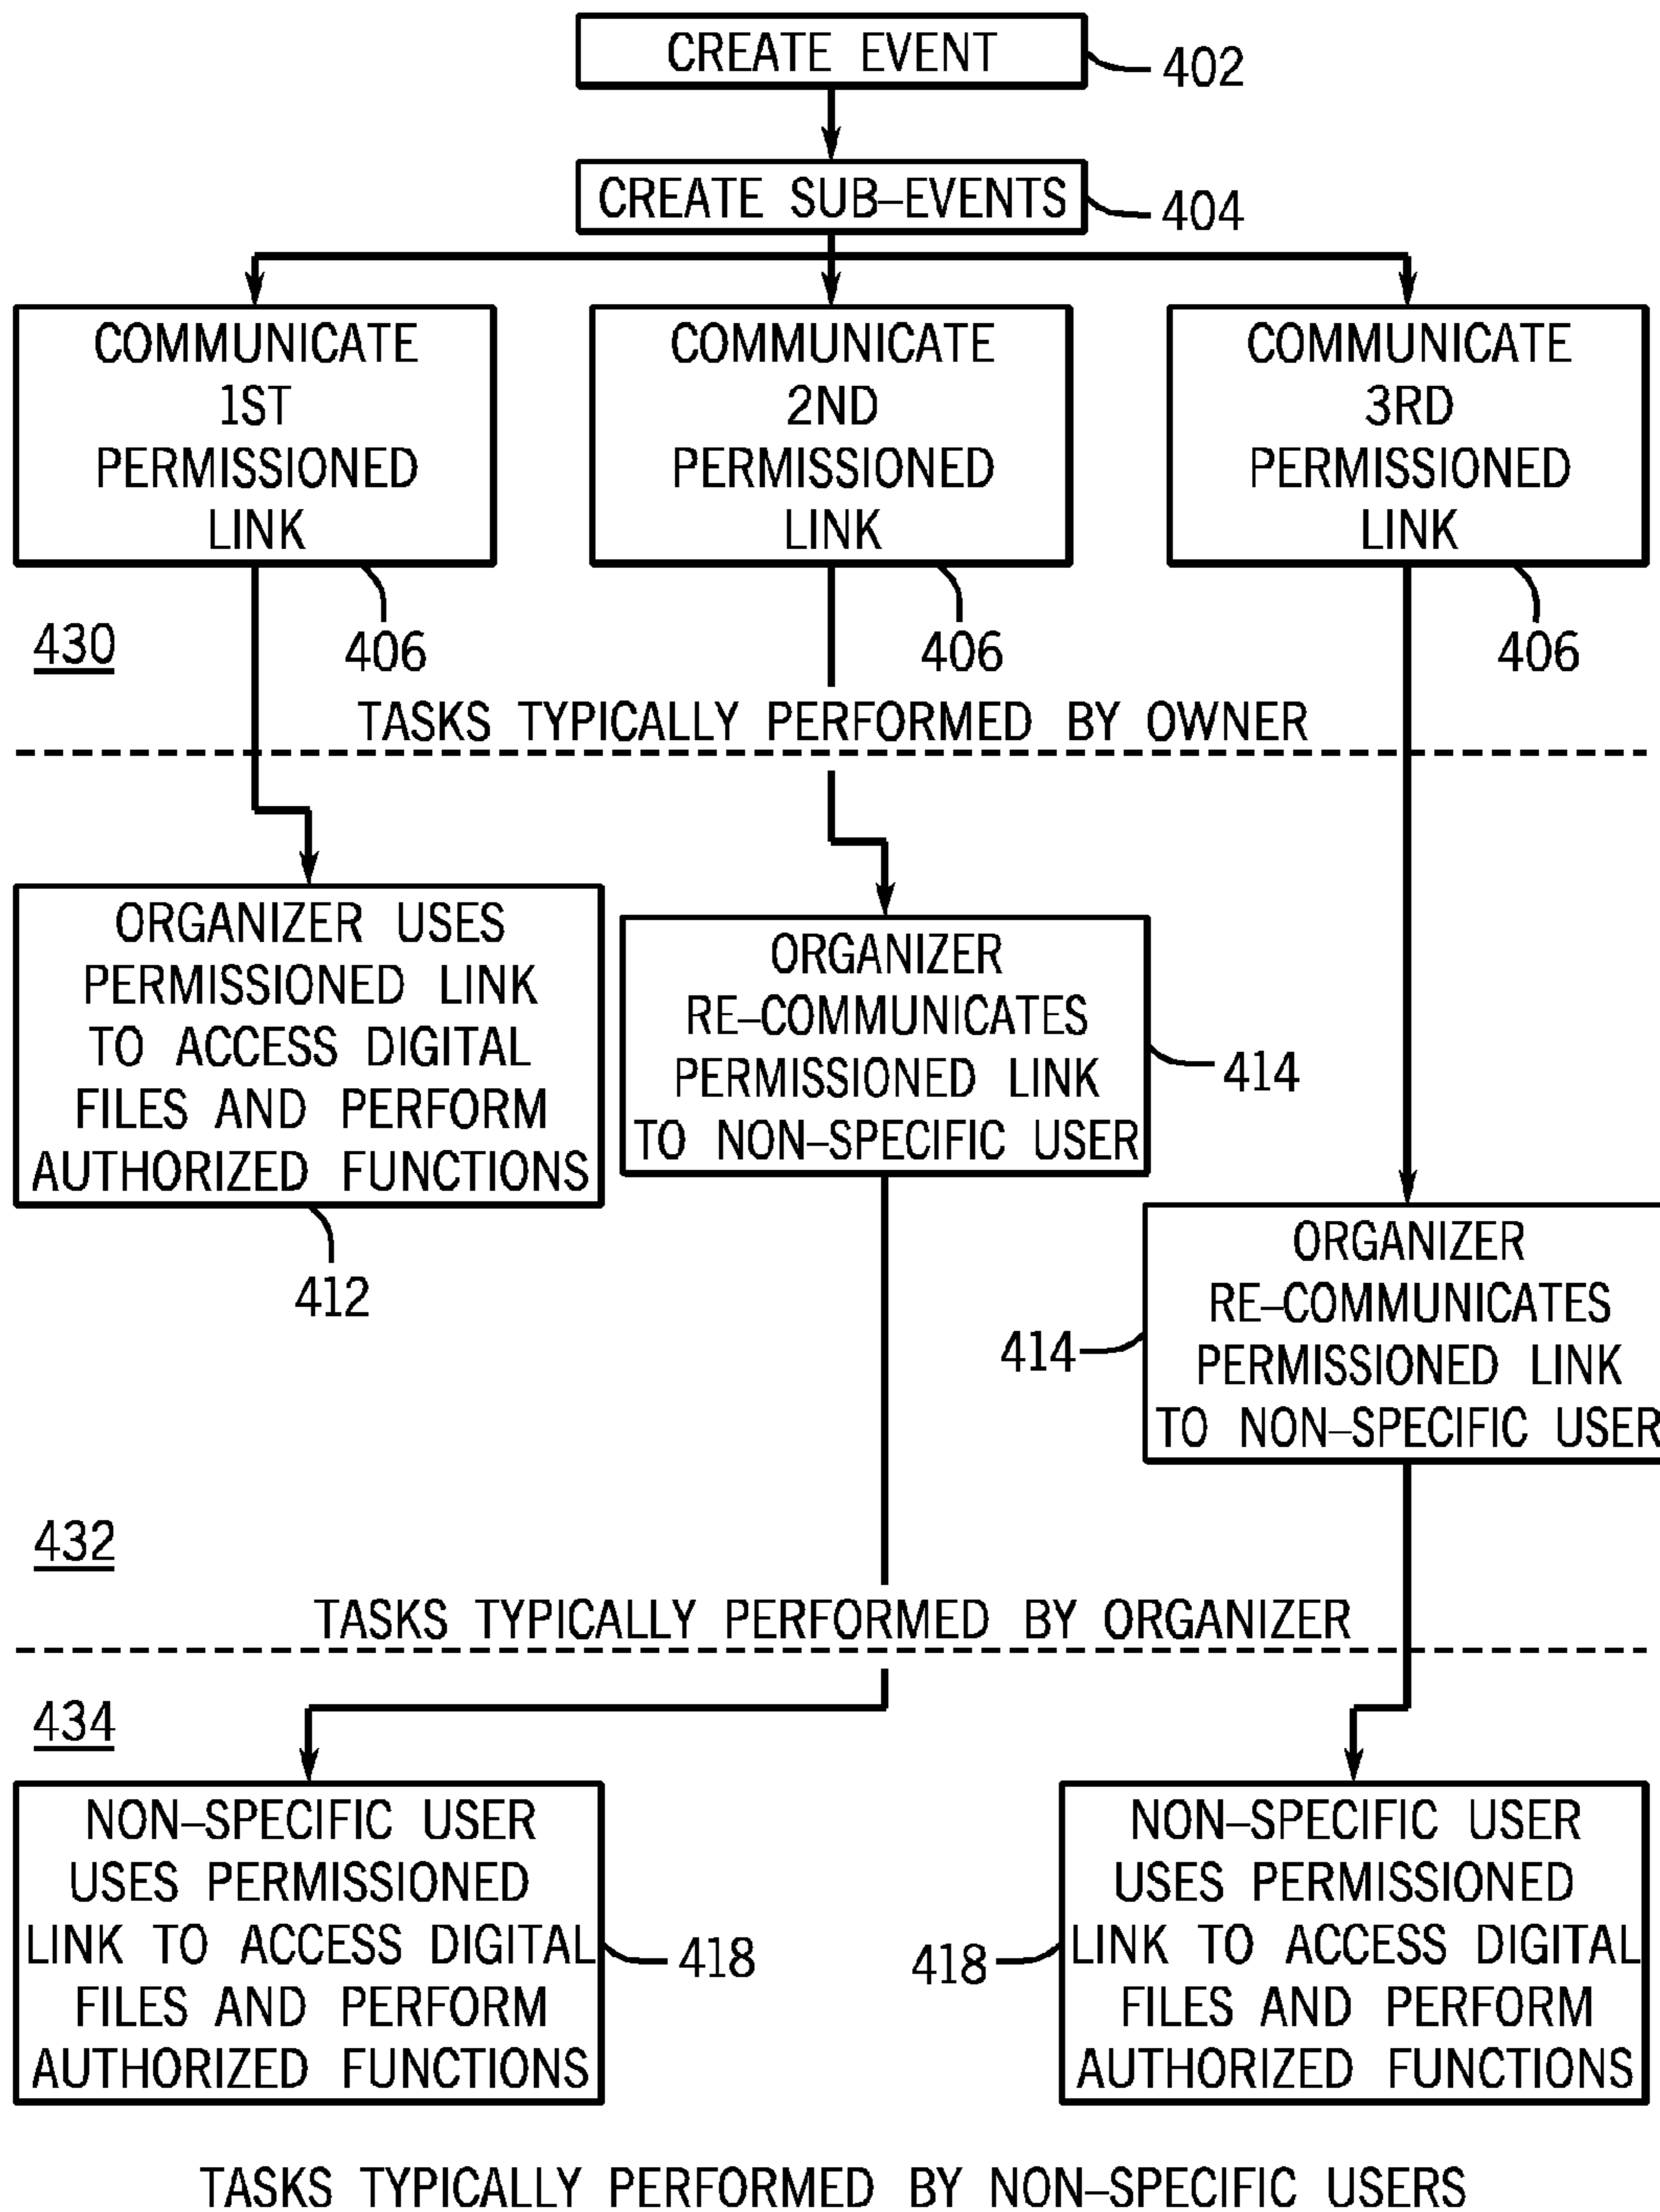 CREATE EVENT
402
CREATE SUB–EVENTS
404
COMMUNICATE
1ST
PERMISSIONED
LINK
406
COMMUNICATE
2ND
PERMISSIONED
LINK
406
COMMUNICATE
3RD
PERMISSIONED
LINK
406
430
TASKS TYPICALLY PERFORMED BY OWNER
ORGANIZER USES
PERMISSIONED LINK
TO ACCESS DIGITAL
FILES AND PERFORM
AUTHORIZED FUNCTIONS
412
ORGANIZER
RE–COMMUNICATES
PERMISSIONED LINK
TO NON–SPECIFIC USER
414
ORGANIZER
RE–COMMUNICATES
PERMISSIONED LINK
TO NON–SPECIFIC USER
414
432
TASKS TYPICALLY PERFORMED BY ORGANIZER
434
NON–SPECIFIC USER
USES PERMISSIONED
LINK TO ACCESS DIGITAL
FILES AND PERFORM
AUTHORIZED FUNCTIONS
418
NON–SPECIFIC USER
USES PERMISSIONED
LINK TO ACCESS DIGITAL
FILES AND PERFORM
AUTHORIZED FUNCTIONS
418
TASKS TYPICALLY PERFORMED BY NON–SPECIFIC USERS